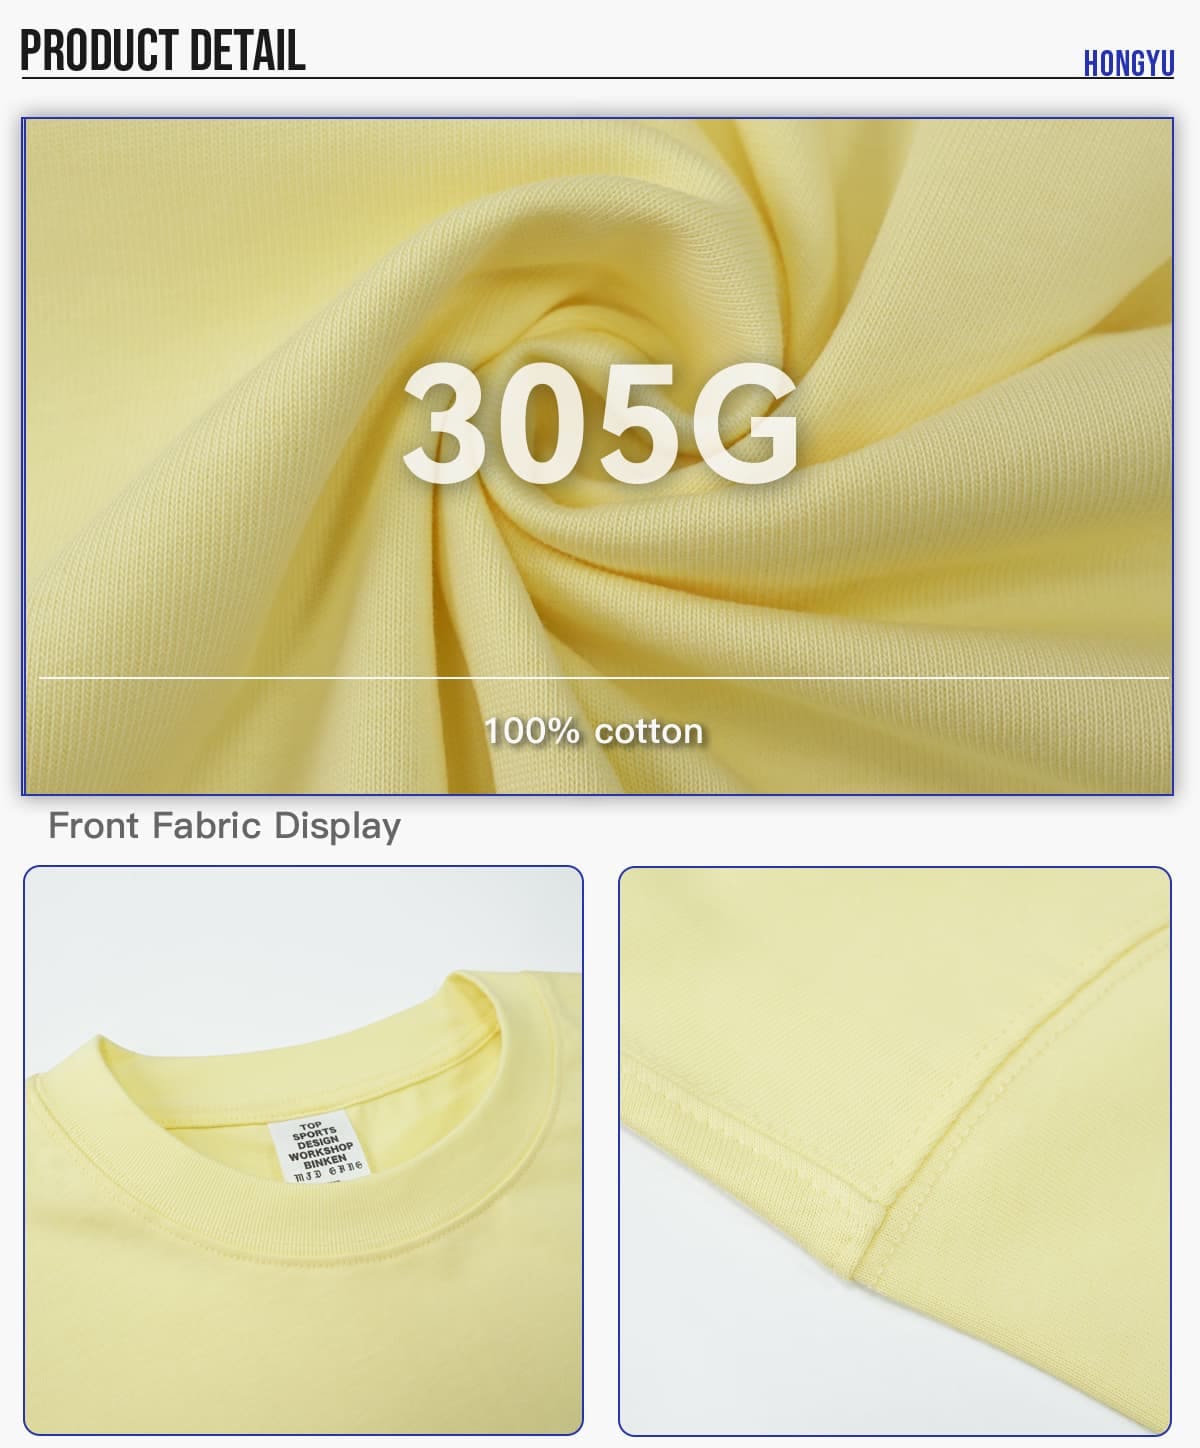 PRODUCT DETAIL
HONGYU
305G
100% cotton
Front Fabric Display
TOP
SPORTS
DESIGN
WORKSHOP
BINKEN